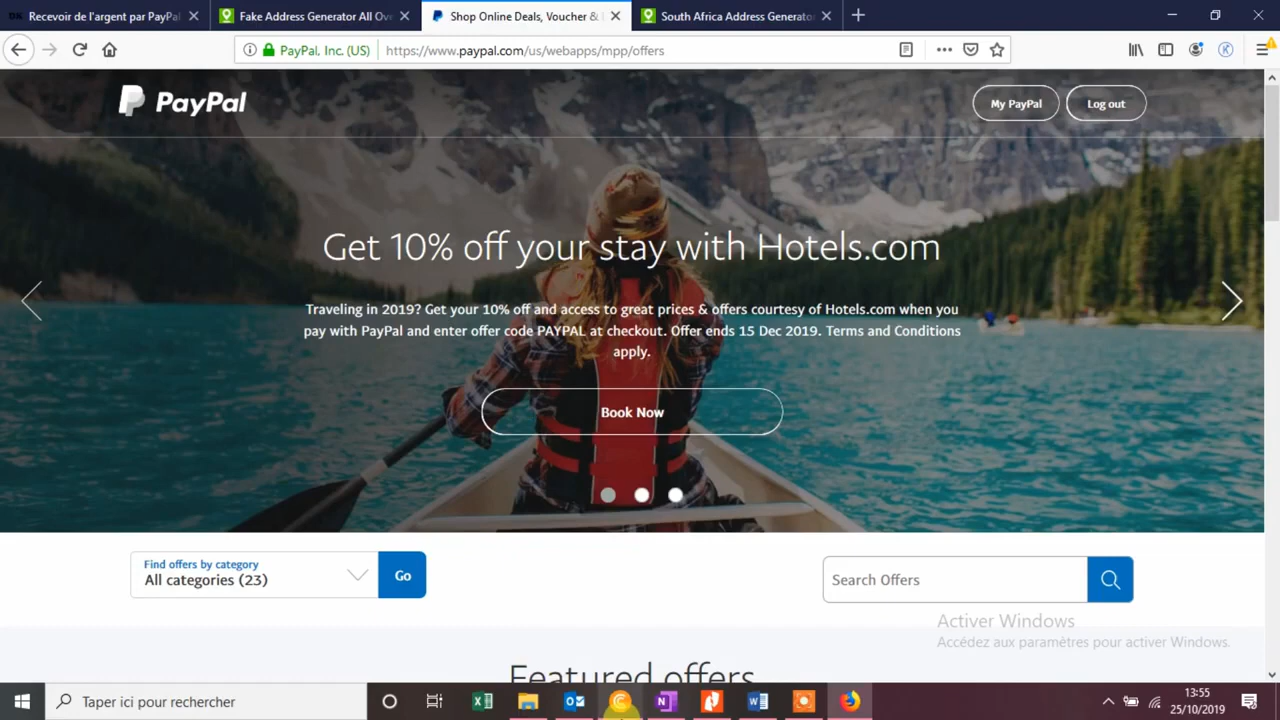 Recevoir de l'argent par PayPal
Fake Address Generator All Ov
Shop Online Deals, Voucher &
South Africa Address Generator
PayPal, Inc. (US)
https://www.paypal.com/us/webapps/mpp/offers
PayPal
My PayPal
Log out
Get 10% off your stay with Hotels.com
Traveling in 2019? Get your 10% off and access to great prices & offers courtesy of Hotels.com when you
pay with PayPal and enter offer code PAYPAL at checkout. Offer ends 15 Dec 2019. Terms and Conditions
apply.
Book Now
Find offers by category
All categories (23)
Go
Search Offers
Activer Windows
Accédez aux paramètres pour activer Windows.
Featured offers
Taper ici pour rechercher
13:55
25/10/2019